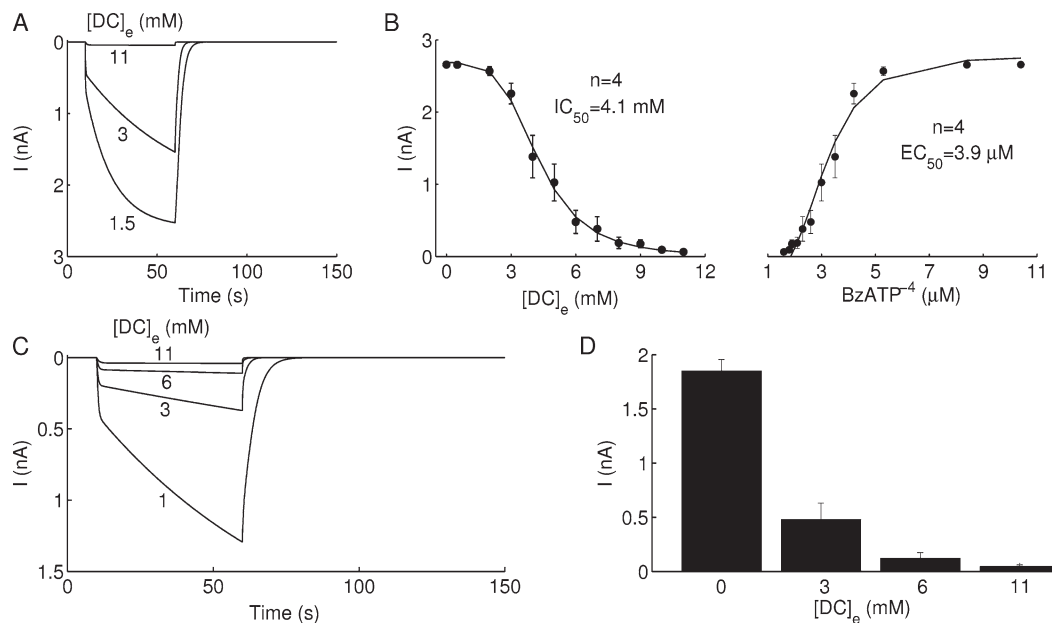 A
[DC]e (mM)
0
1
2
3
I (nA)
11
3
1.5
0
50
100
150
Time (s)
B
3
2
1
0
I (nA)
n=4
IC50=4.1 mM
0
3
6
9
12
[DC]e (mM)
n=4
EC50=3.9 μM
1
3
5
7
9
11
BzATP−4 (μM)
C
[DC]e (mM)
0
0.5
1
1.5
I (nA)
11
6
3
1
0
50
100
150
Time (s)
D
2
1.5
1
0.5
0
I (nA)
0
3
6
11
[DC]e (mM)